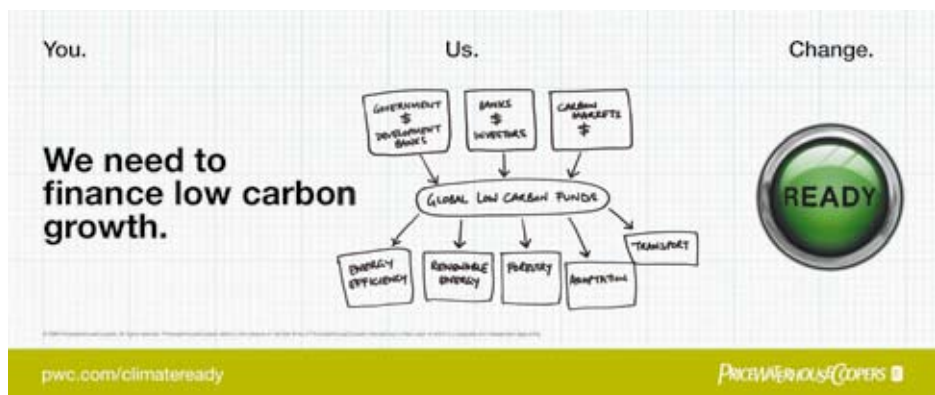 You.
Us.
Change.
We need to
finance low carbon
growth.
GOVERNMENT
$
DEVELOPMENT
BANKS
BANKS
$
INVESTORS
CARBON
MARKETS
$
GLOBAL LOW CARBON FUNDS
ENERGY
EFFICIENCY
RENEWABLE
ENERGY
FORESTRY
ADAPTATION
TRANSPORT
READY
pwc.com/climateready
PRICEWATERHOUSECOOPERS